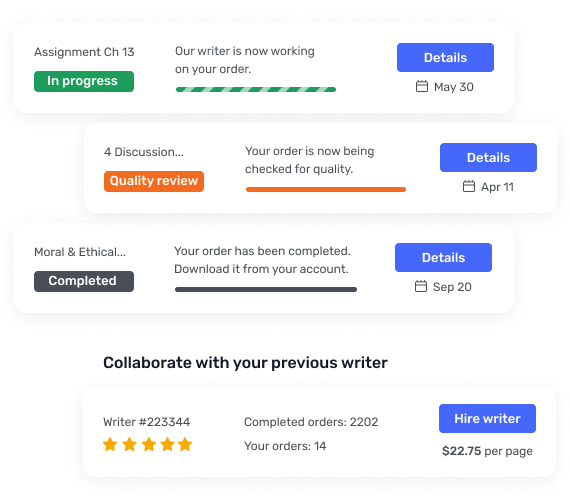 Assignment Ch 13
In progress
Our writer is now working
on your order.
Details
May 30
4 Discussion...
Quality review
Your order is now being
checked for quality.
Details
Apr 11
Moral & Ethical...
Completed
Your order has been completed.
Download it from your account.
Details
Sep 20
Collaborate with your previous writer
Writer #223344
Completed orders: 2202
Your orders: 14
Hire writer
$22.75 per page